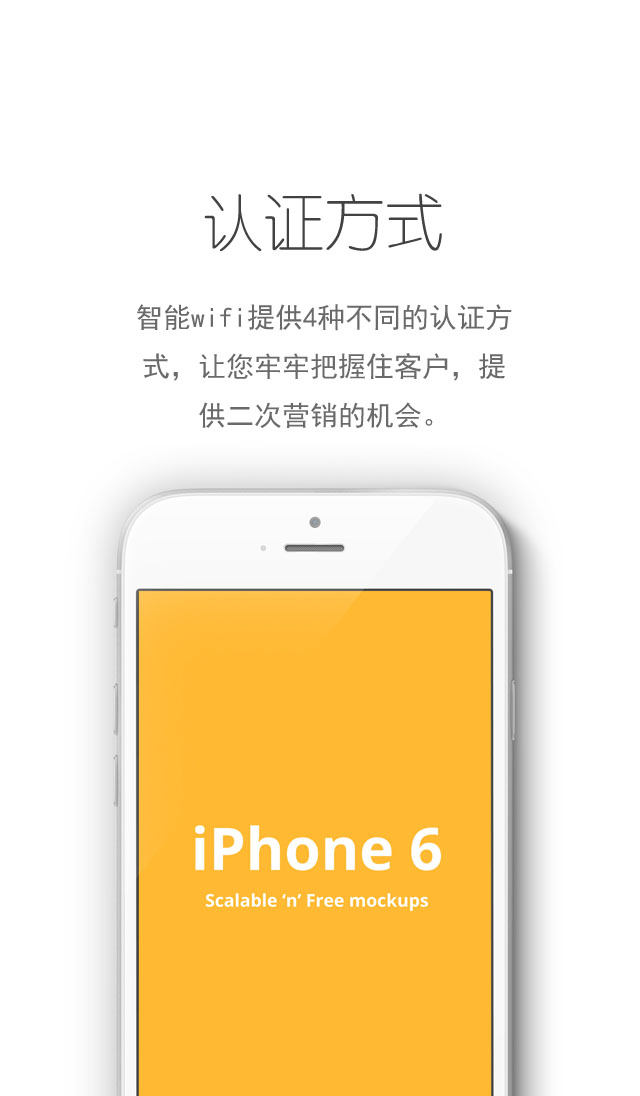 认证方式
智能wifi提供4种不同的认证方
式，让您牢牢把握住客户，提
供二次营销的机会。
iPhone 6
Scalable ‘n’ Free mockups